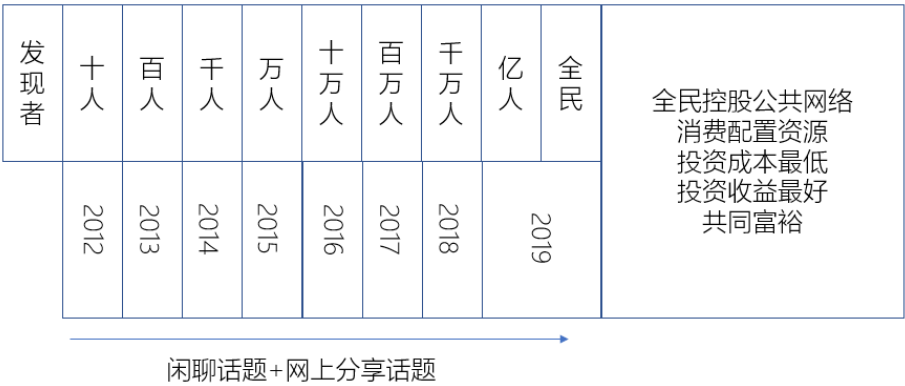 发现者
十人
百人
千人
万人
十万人
百万人
千万人
亿人
全民
2012
2013
2014
2015
2016
2017
2018
2019
全民控股公共网络
消费配置资源
投资成本最低
投资收益最好
共同富裕
闲聊话题+网上分享话题